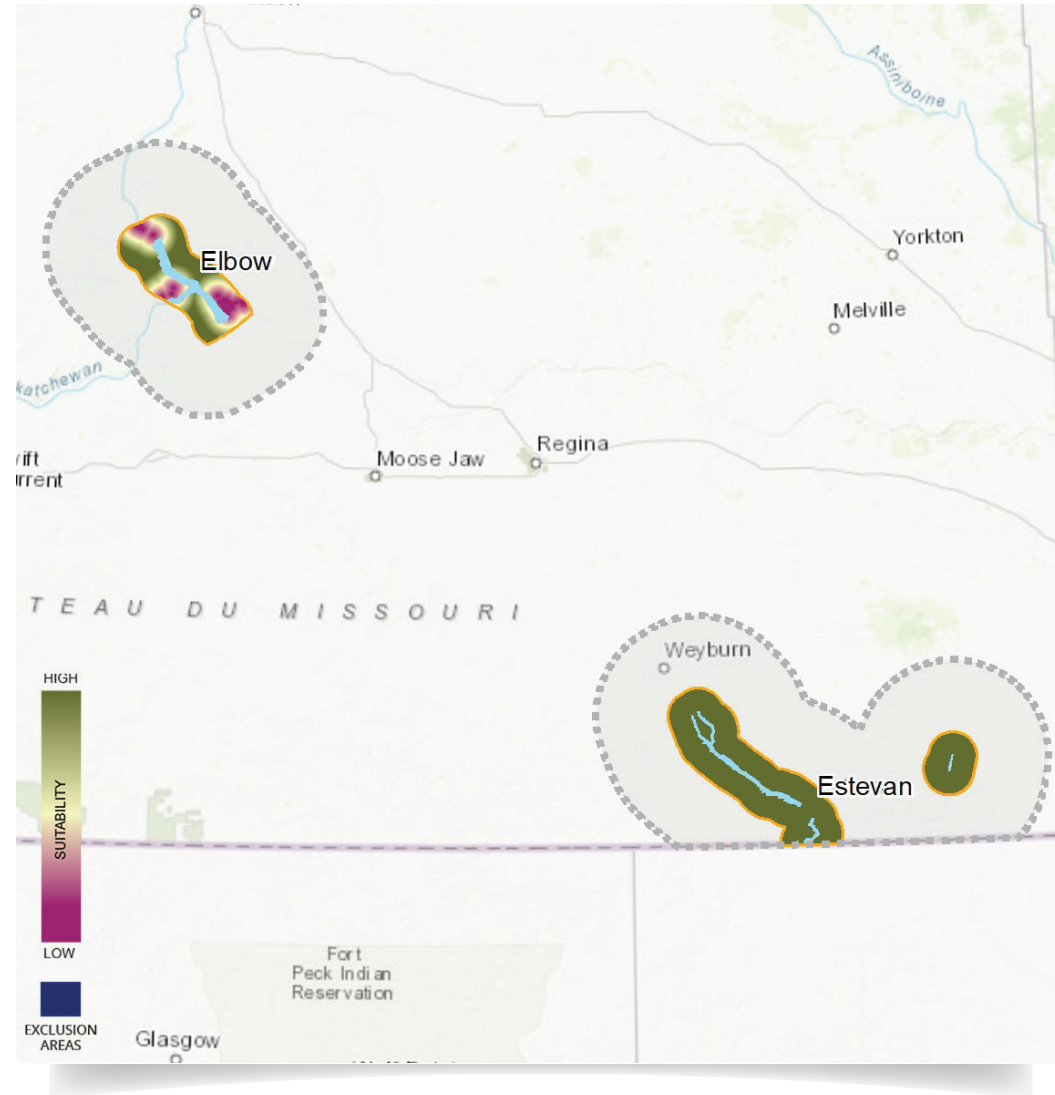 Assiniboine
Yorkton
Elbow
Melville
katchewan
Regina
Moose Jaw
ift
rrent
TEAU DU MISSOURI
Weyburn
HIGH
SUITABILITY
LOW
Estevan
Fort
Peck Indian
Reservation
EXCLUSION
AREAS
Glasgow